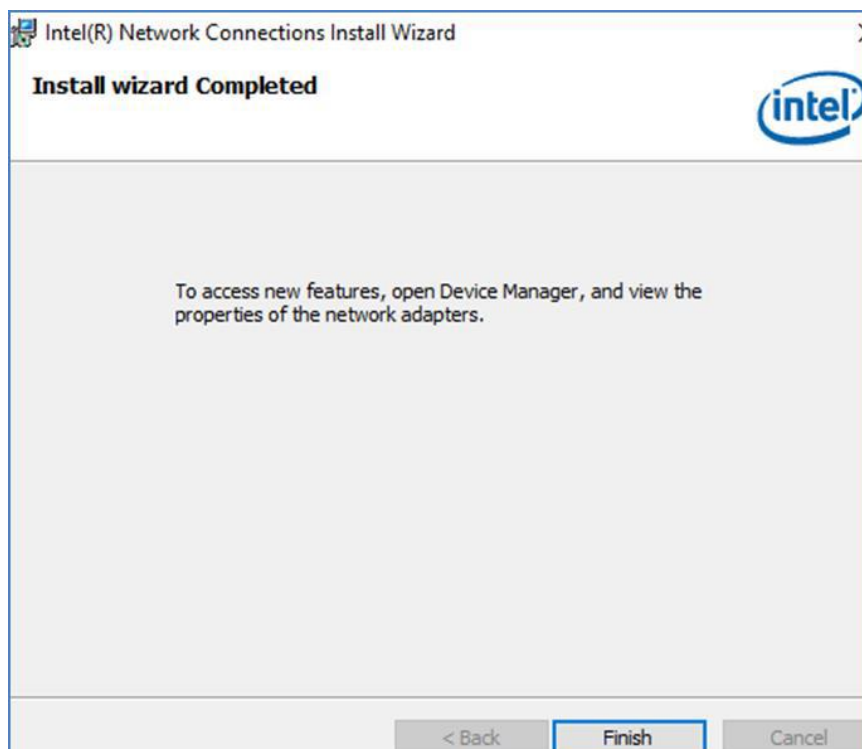 Intel(R) Network Connections Install Wizard
Install wizard Completed
intel
To access new features, open Device Manager, and view the
properties of the network adapters.
< Back
Finish
Cancel